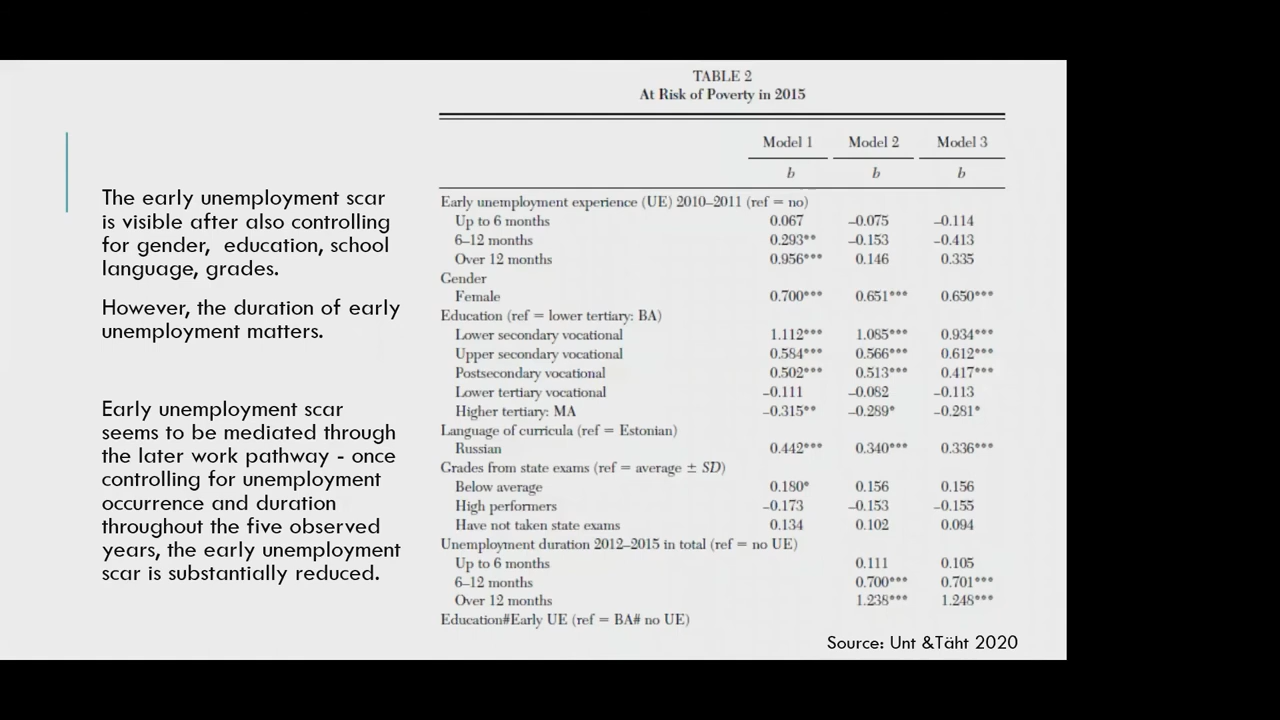 The early unemployment scar
is visible after also controlling
for gender, education, school
language, grades.
However, the duration of early
unemployment matters.
Early unemployment scar
seems to be mediated through
the later work pathway - once
controlling for unemployment
occurrence and duration
throughout the five observed
years, the early unemployment
scar is substantially reduced.
TABLE 2
At Risk of Poverty in 2015
Model 1 Model 2 Model 3
b b b
Early unemployment experience (UE) 2010–2011 (ref = no)
Up to 6 months 0.067 –0.075 –0.114
6–12 months 0.293** –0.153 –0.413
Over 12 months 0.956*** 0.146 0.335
Gender
Female 0.700*** 0.651*** 0.650***
Education (ref = lower tertiary: BA)
Lower secondary vocational 1.112*** 1.085*** 0.934***
Upper secondary vocational 0.584*** 0.566*** 0.612***
Postsecondary vocational 0.502*** 0.513*** 0.417***
Lower tertiary vocational –0.111 –0.082 –0.113
Higher tertiary: MA –0.315** –0.289* –0.281*
Language of curricula (ref = Estonian)
Russian 0.442*** 0.340*** 0.336***
Grades from state exams (ref = average ± SD)
Below average 0.180* 0.156 0.156
High performers –0.173 –0.153 –0.155
Have not taken state exams 0.134 0.102 0.094
Unemployment duration 2012–2015 in total (ref = no UE)
Up to 6 months 0.111 0.105
6–12 months 0.700*** 0.701***
Over 12 months 1.238*** 1.248***
Education#Early UE (ref = BA# no UE)
Source: Unt &Täht 2020